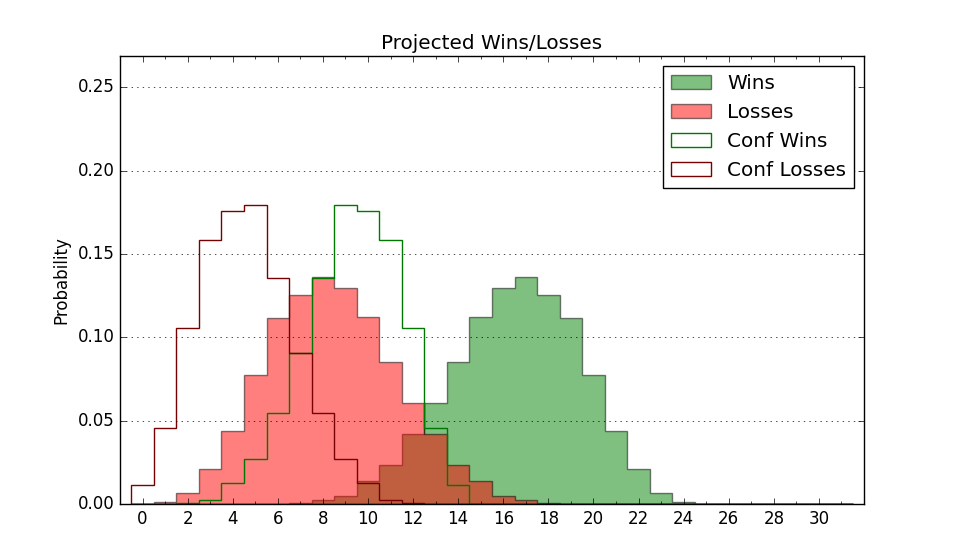 Projected Wins/Losses
Wins
Losses
Conf Wins
Conf Losses
Probability
0.25
0.20
0.15
0.10
0.05
0.00
0 2 4 6 8 10 12 14 16 18 20 22 24 26 28 30